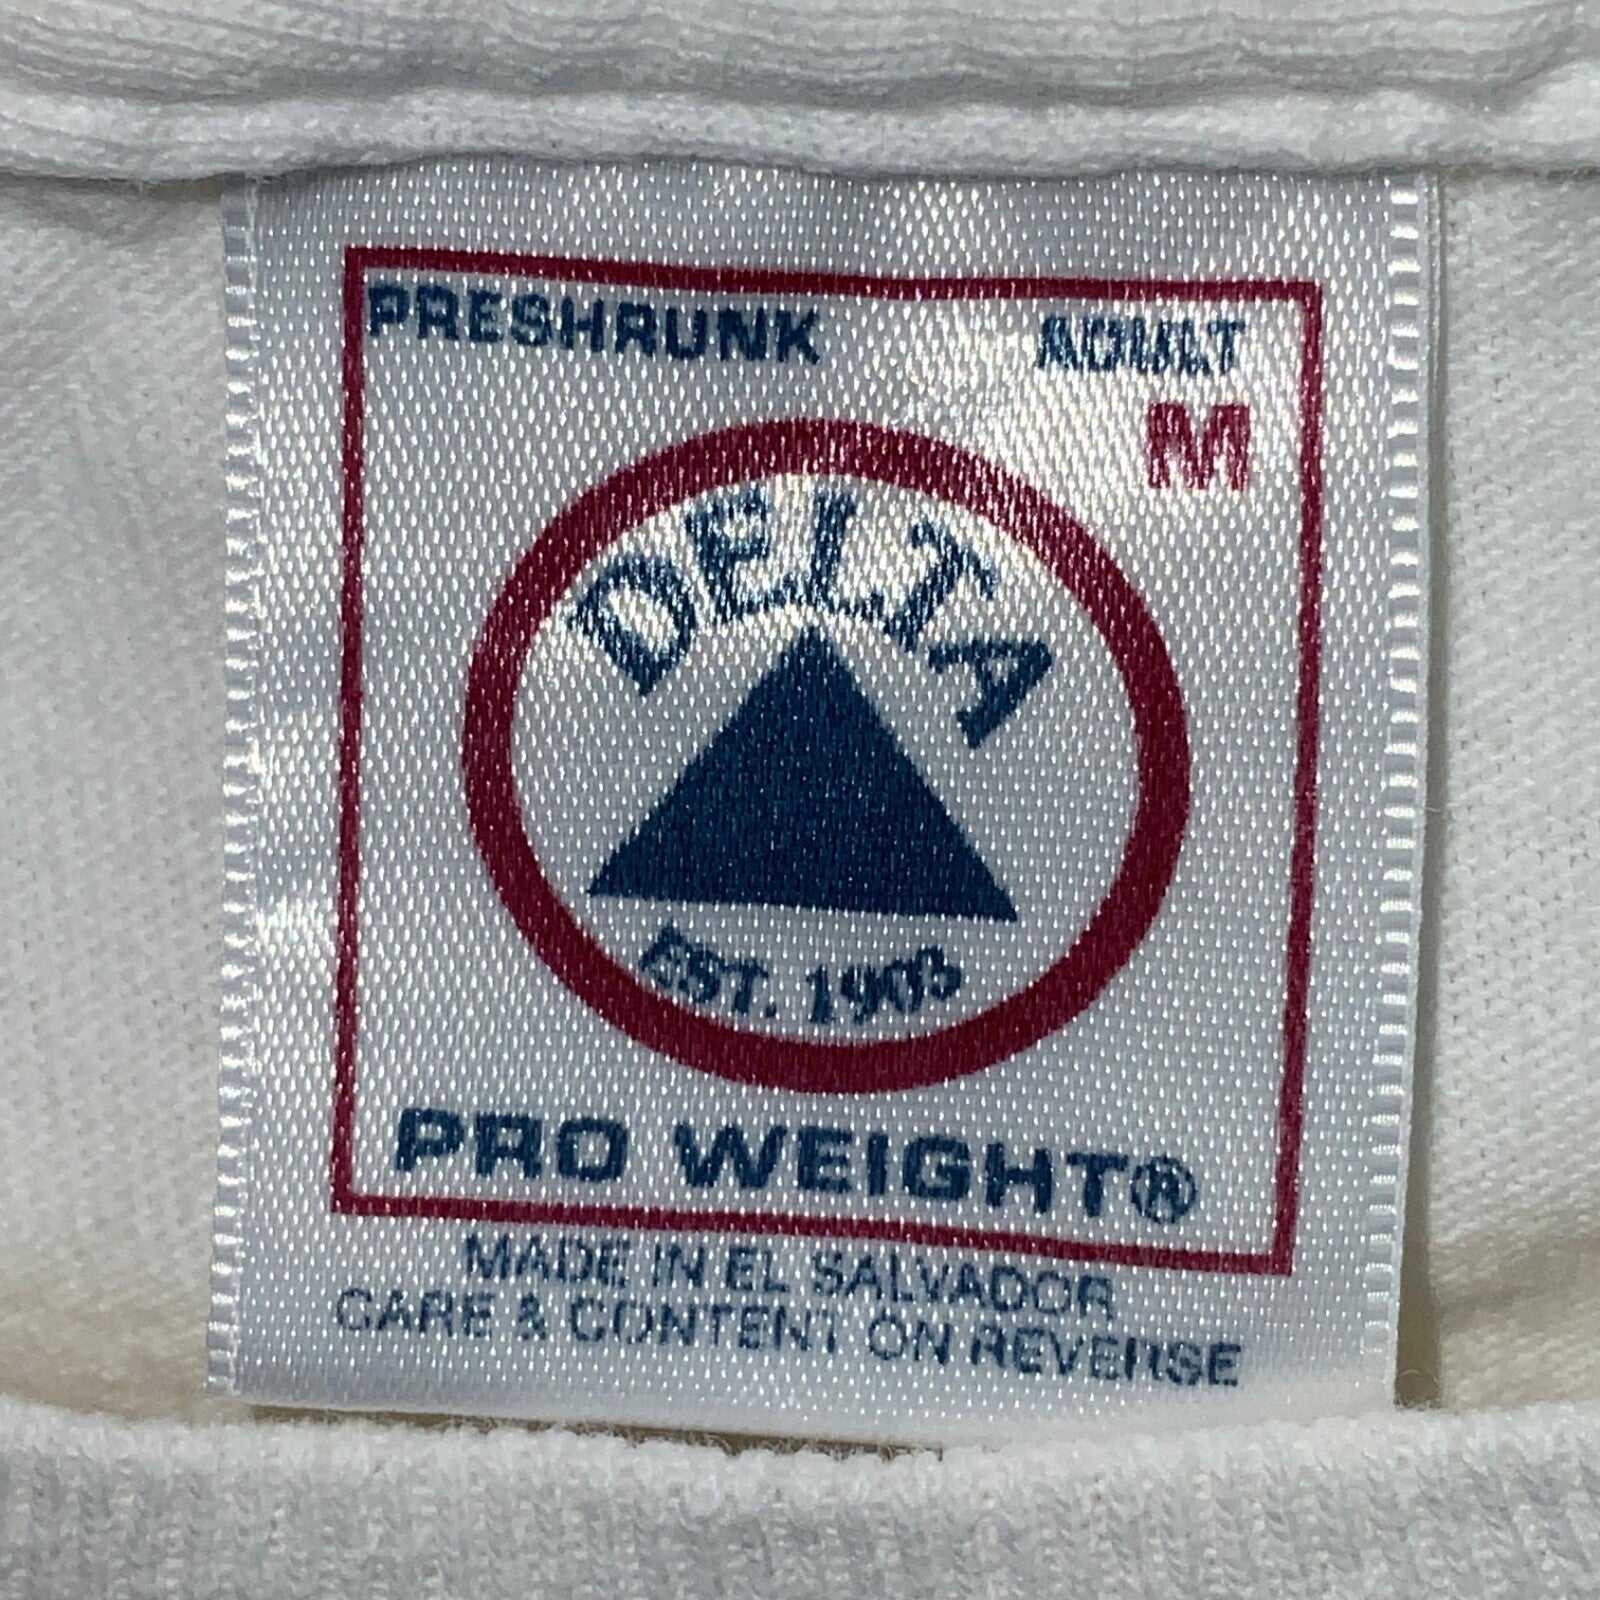 PRESHRUNK ADULT
M
DELTA
EST. 1903
PRO WEIGHT®
MADE IN EL SALVADOR
CARE & CONTENT ON REVERSE